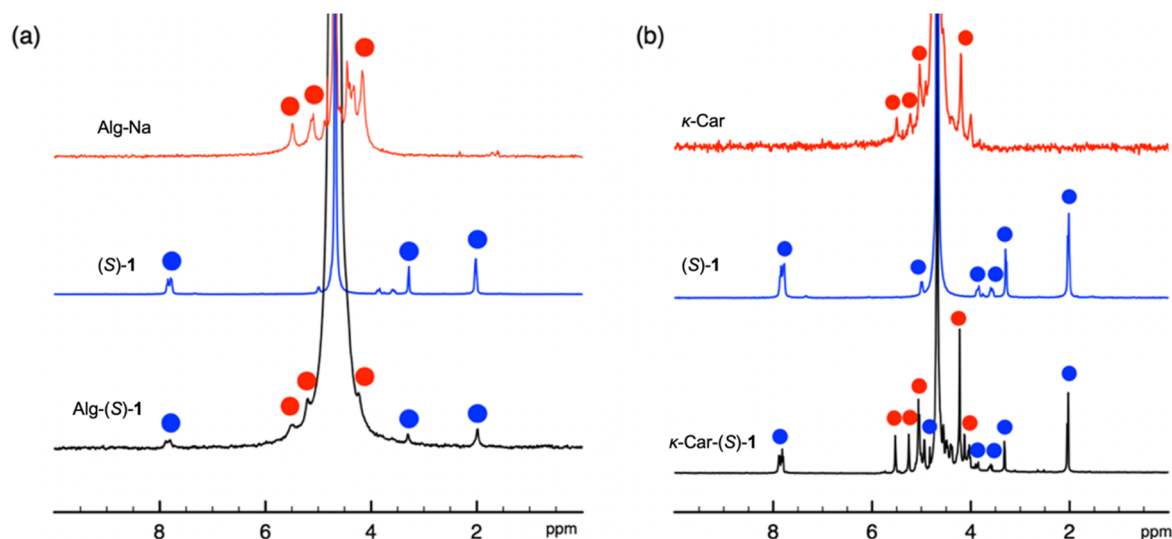 (a)
Alg-Na
(S)-1
Alg-(S)-1
8
6
4
2
ppm
(b)
κ-Car
(S)-1
κ-Car-(S)-1
8
6
4
2
ppm